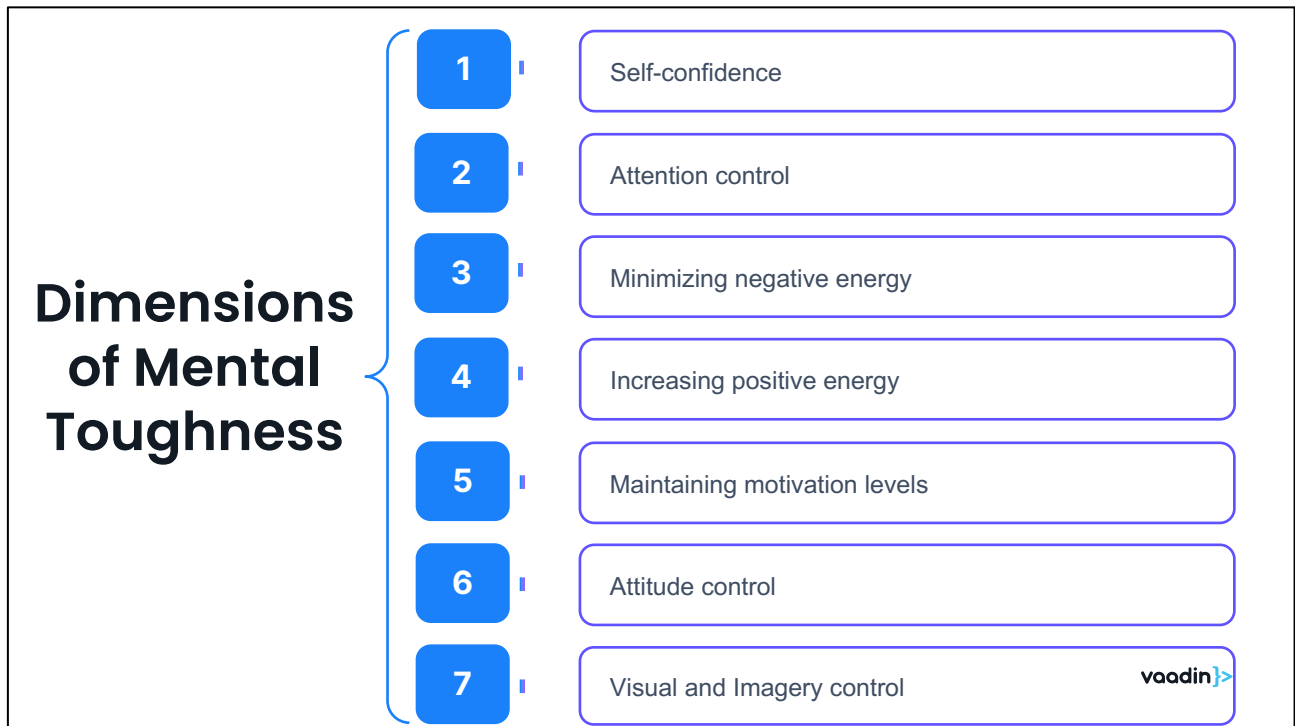 Dimensions
of Mental
Toughness
1 Self-confidence
2 Attention control
3 Minimizing negative energy
4 Increasing positive energy
5 Maintaining motivation levels
6 Attitude control
7 Visual and Imagery control
vaadin}>